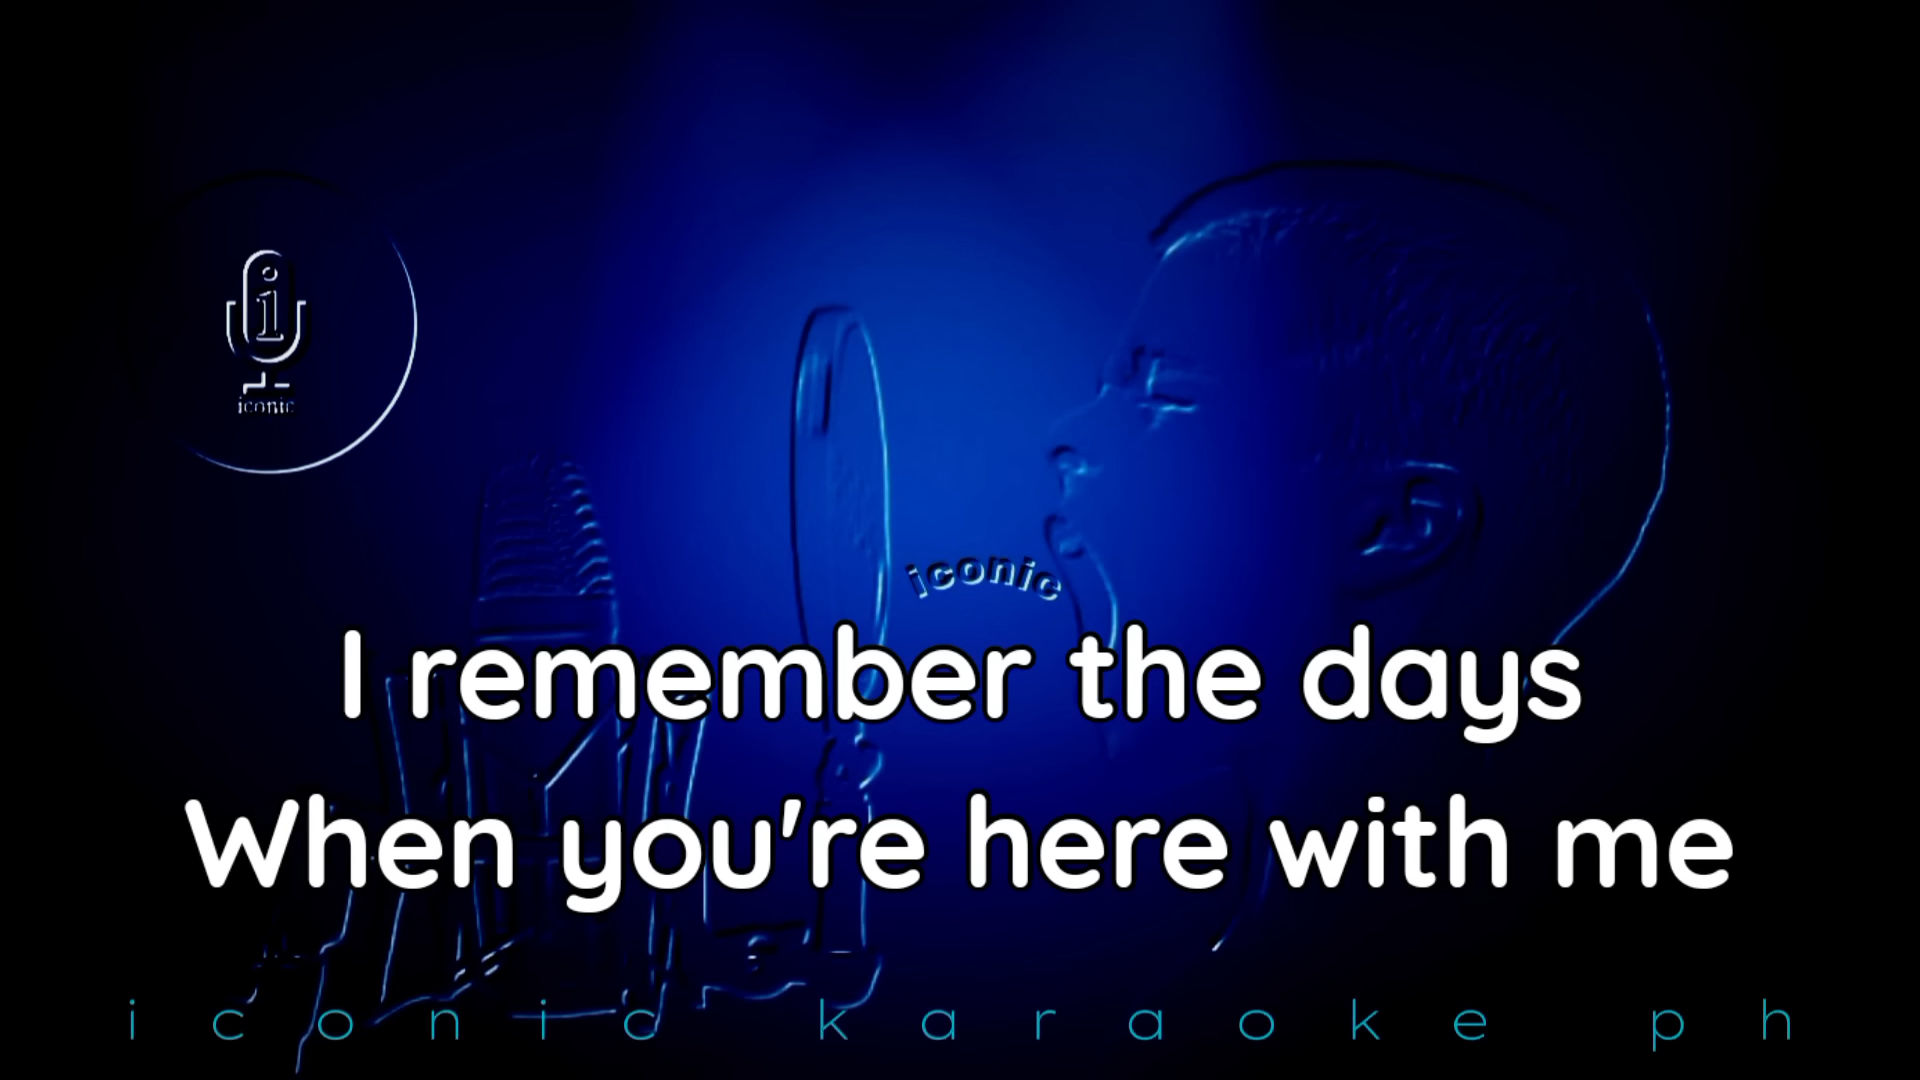 i
iconic
iconic
I remember the days
When you're here with me
iconic karaoke ph